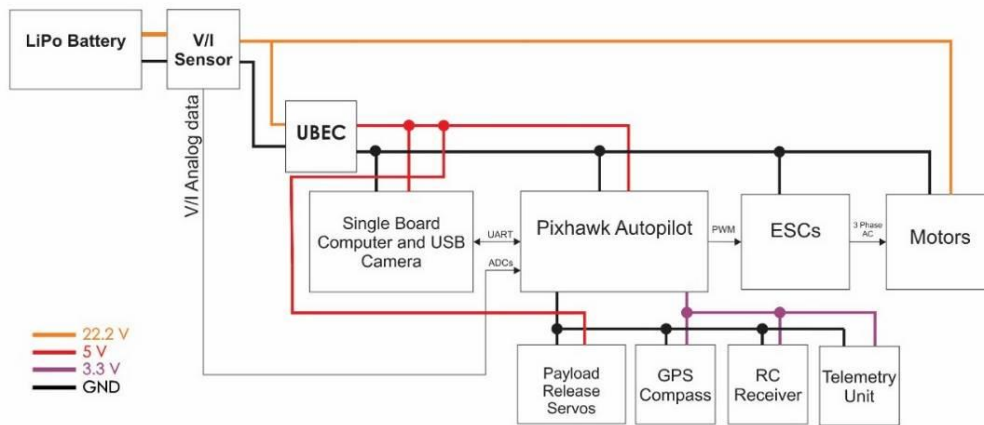 LiPo Battery
V/I
Sensor
V/I Analog data
UBEC
Single Board
Computer and USB
Camera
UART
ADCs
Pixhawk Autopilot
PWM
ESCs
3 Phase
AC
Motors
22.2 V
5 V
3.3 V
GND
Payload
Release
Servos
GPS
Compass
RC
Receiver
Telemetry
Unit